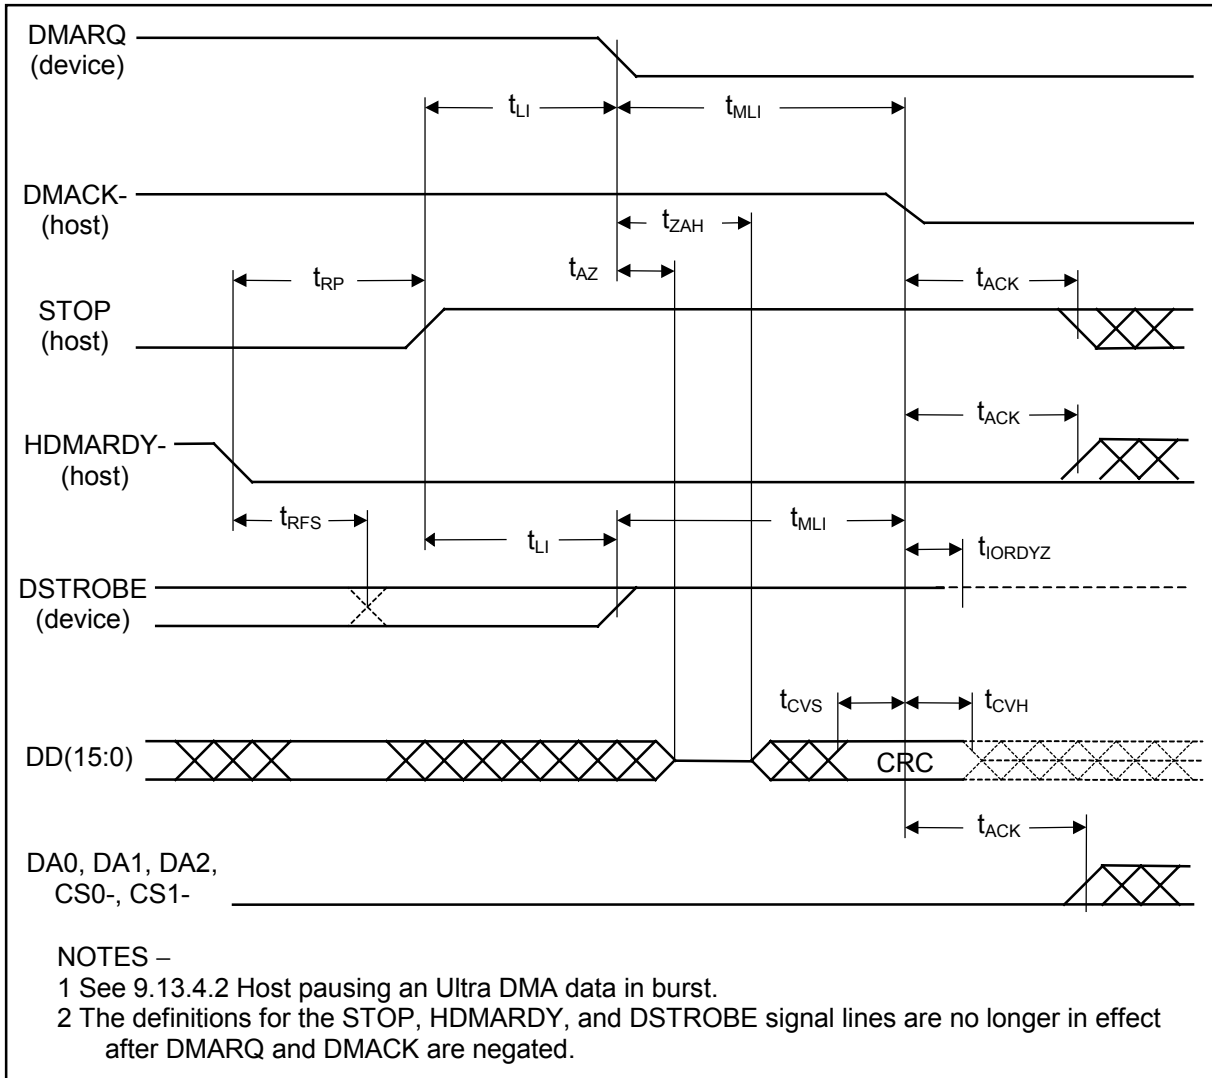 DMARQ
(device)
tLI
tMLI
DMACK-
(host)
tZAH
tAZ
tRP
tACK
STOP
(host)
tACK
HDMARDY-
(host)
tRFS
tLI
tMLI
tIORDYZ
DSTROBE
(device)
tCVS
tCVH
DD(15:0)
CRC
tACK
DA0, DA1, DA2,
CS0-, CS1-
NOTES –
1 See 9.13.4.2 Host pausing an Ultra DMA data in burst.
2 The definitions for the STOP, HDMARDY, and DSTROBE signal lines are no longer in effect
after DMARQ and DMACK are negated.